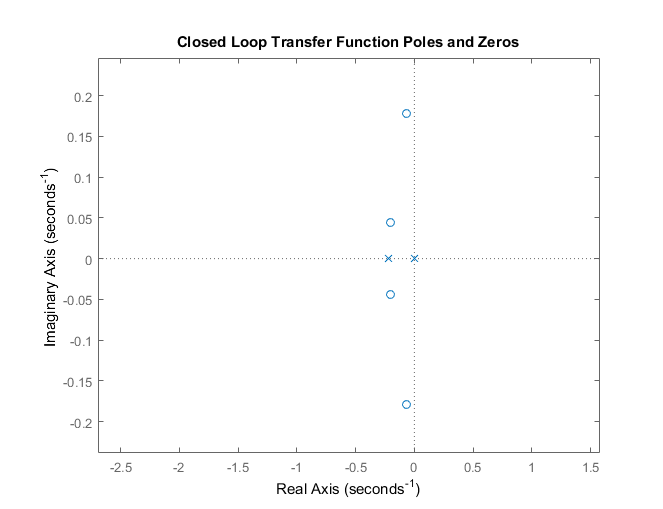 Closed Loop Transfer Function Poles and Zeros
0.2
0.15
0.1
0.05
0
-0.05
-0.1
-0.15
-0.2
Imaginary Axis (seconds⁻¹)
-2.5 -2 -1.5 -1 -0.5 0 0.5 1 1.5
Real Axis (seconds⁻¹)